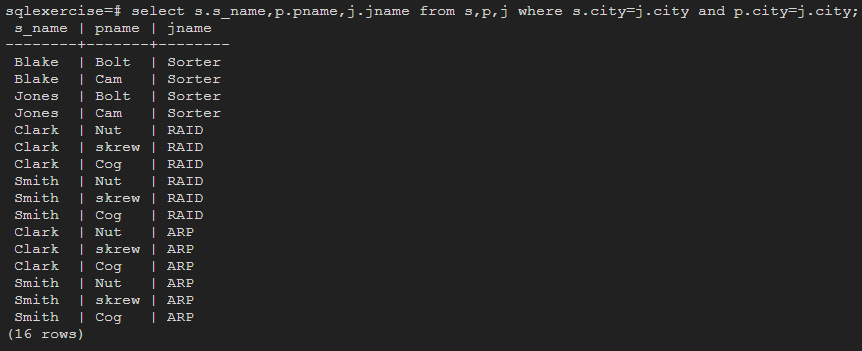 sqlexercise=# select s.s_name,p.pname,j.jname from s,p,j where s.city=j.city and p.city=j.city;
 s_name | pname | jname
--------+-------+--------
 Blake  | Bolt  | Sorter
 Blake  | Cam   | Sorter
 Jones  | Bolt  | Sorter
 Jones  | Cam   | Sorter
 Clark  | Nut   | RAID
 Clark  | skrew | RAID
 Clark  | Cog   | RAID
 Smith  | Nut   | RAID
 Smith  | skrew | RAID
 Smith  | Cog   | RAID
 Clark  | Nut   | ARP
 Clark  | skrew | ARP
 Clark  | Cog   | ARP
 Smith  | Nut   | ARP
 Smith  | skrew | ARP
 Smith  | Cog   | ARP
(16 rows)